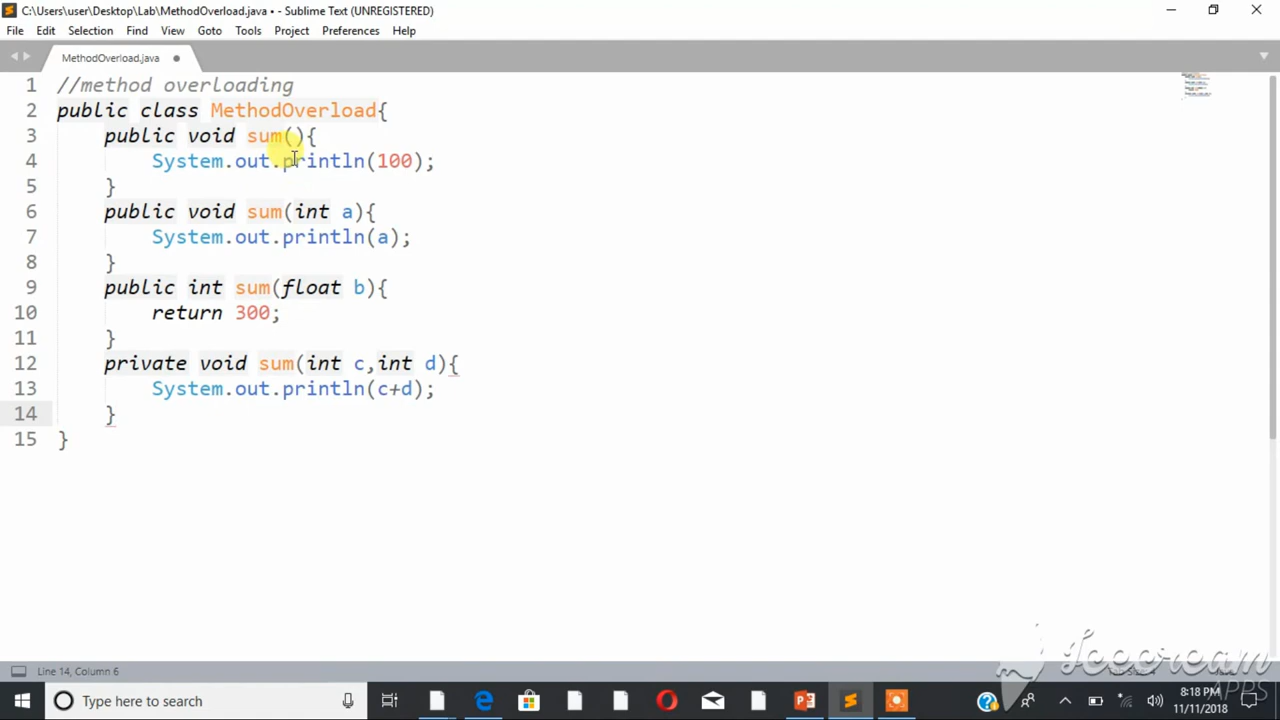 C:\Users\user\Desktop\Lab\MethodOverload.java • - Sublime Text (UNREGISTERED)
File Edit Selection Find View Goto Tools Project Preferences Help
MethodOverload.java
1 //method overloading
2 public class MethodOverload{
3 public void sum(){
4 System.out.println(100);
5 }
6 public void sum(int a){
7 System.out.println(a);
8 }
9 public int sum(float b){
10 return 300;
11 }
12 private void sum(int c,int d){
13 System.out.println(c+d);
14 }
15 }
Line 14, Column 6
Icecream
APPS
Type here to search
8:18 PM
11/11/2018